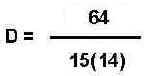 64
D =
15(14)